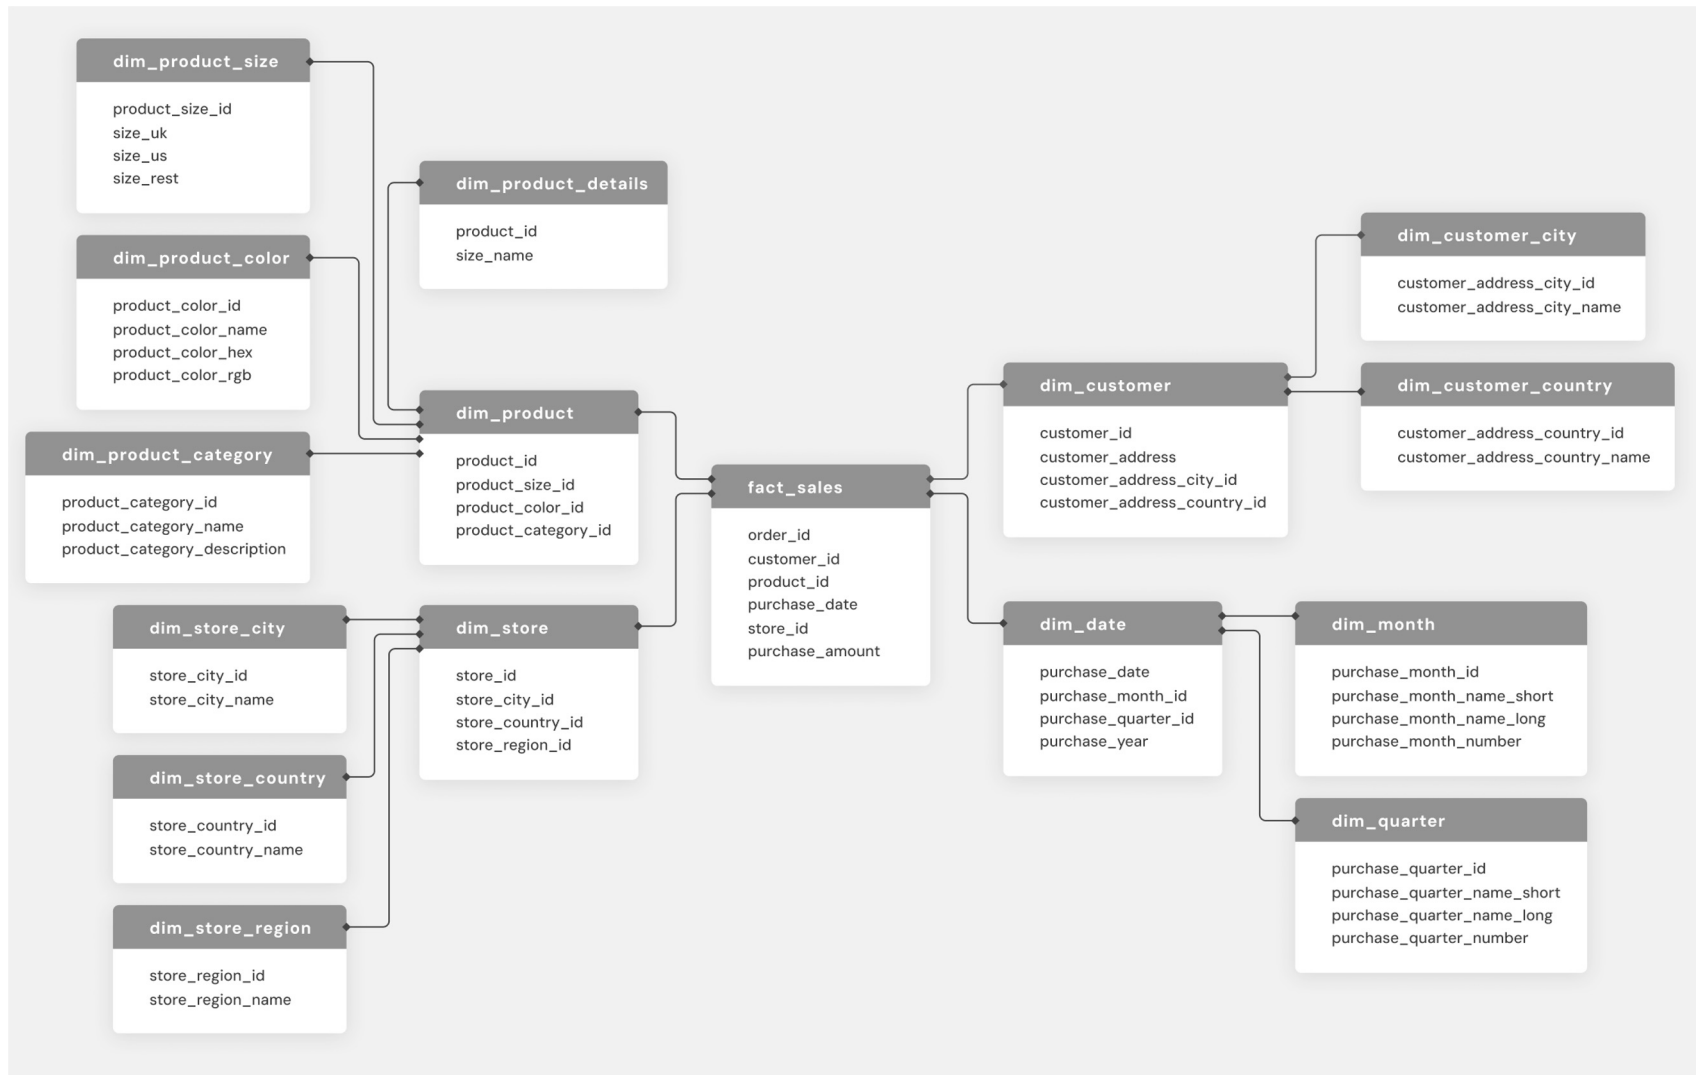 dim_product_size
product_size_id
size_uk
size_us
size_rest
dim_product_details
product_id
size_name
dim_product_color
product_color_id
product_color_name
product_color_hex
product_color_rgb
dim_product
product_id
product_size_id
product_color_id
product_category_id
dim_product_category
product_category_id
product_category_name
product_category_description
dim_store_city
store_city_id
store_city_name
dim_store
store_id
store_city_id
store_country_id
store_region_id
dim_store_country
store_country_id
store_country_name
dim_store_region
store_region_id
store_region_name
fact_sales
order_id
customer_id
product_id
purchase_date
store_id
purchase_amount
dim_customer
customer_id
customer_address
customer_address_city_id
customer_address_country_id
dim_customer_city
customer_address_city_id
customer_address_city_name
dim_customer_country
customer_address_country_id
customer_address_country_name
dim_date
purchase_date
purchase_month_id
purchase_quarter_id
purchase_year
dim_month
purchase_month_id
purchase_month_name_short
purchase_month_name_long
purchase_month_number
dim_quarter
purchase_quarter_id
purchase_quarter_name_short
purchase_quarter_name_long
purchase_quarter_number